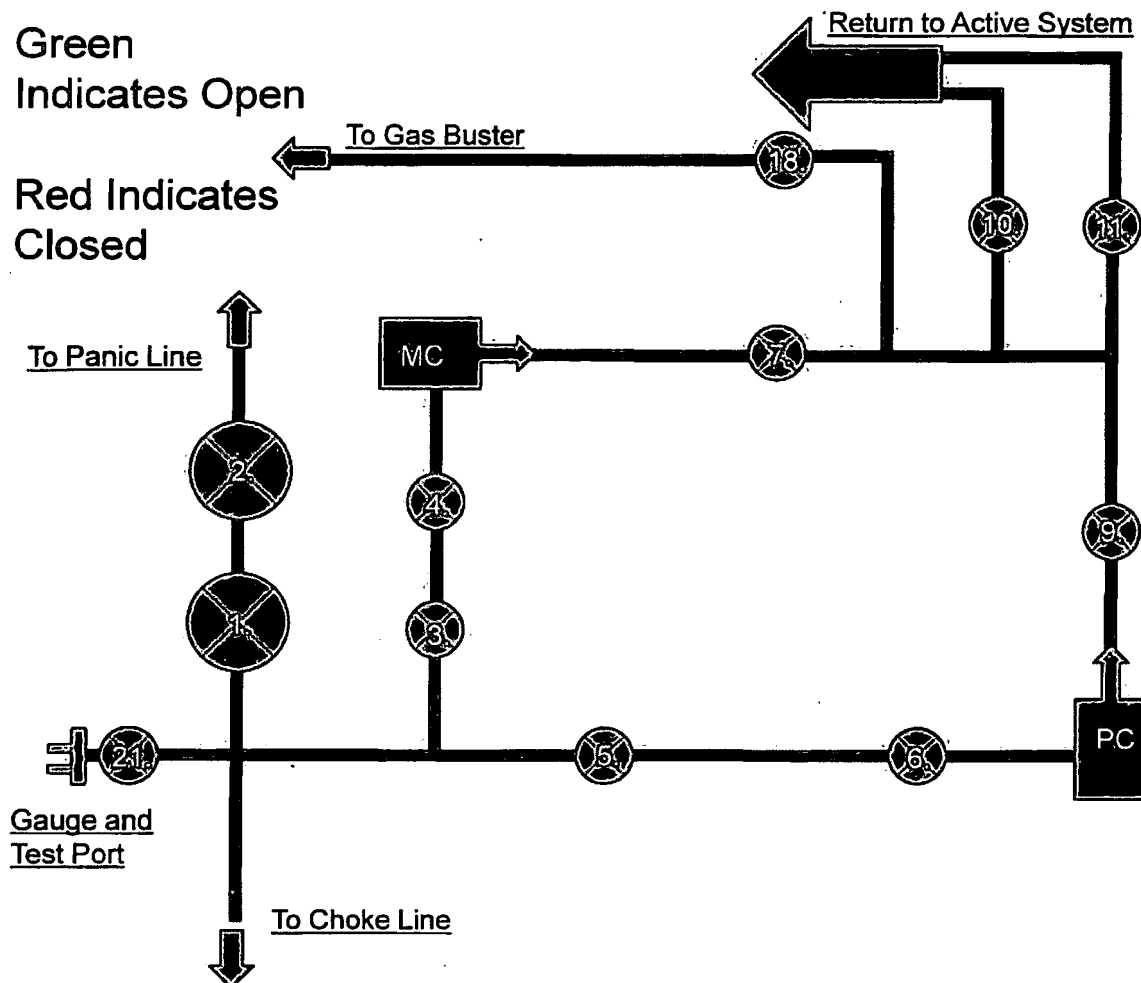 Green
Indicates Open
Return to Active System
To Gas Buster
18.
Red Indicates
Closed
10.
11.
To Panic Line
MC
7.
2.
4.
9.
1.
3.
21.
5.
6.
PC
Gauge and
Test Port
To Choke Line